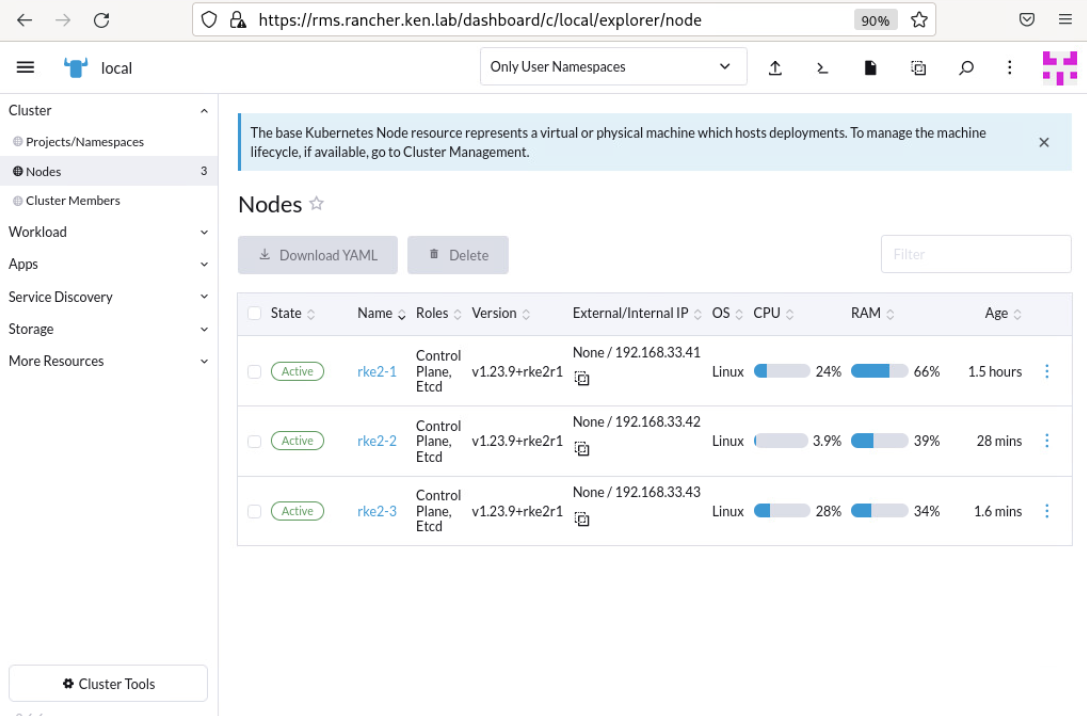 https://rms.rancher.ken.lab/dashboard/c/local/explorer/node
90%
local
Only User Namespaces
Cluster
Projects/Namespaces
Nodes 3
Cluster Members
Workload
Apps
Service Discovery
Storage
More Resources
Cluster Tools
The base Kubernetes Node resource represents a virtual or physical machine which hosts deployments. To manage the machine
lifecycle, if available, go to Cluster Management.
Nodes
Download YAML
Delete
Filter
State Name Roles Version External/Internal IP OS CPU RAM Age
Active rke2-1 Control Plane, Etcd v1.23.9+rke2r1 None / 192.168.33.41 Linux 24% 66% 1.5 hours
Active rke2-2 Control Plane, Etcd v1.23.9+rke2r1 None / 192.168.33.42 Linux 3.9% 39% 28 mins
Active rke2-3 Control Plane, Etcd v1.23.9+rke2r1 None / 192.168.33.43 Linux 28% 34% 1.6 mins